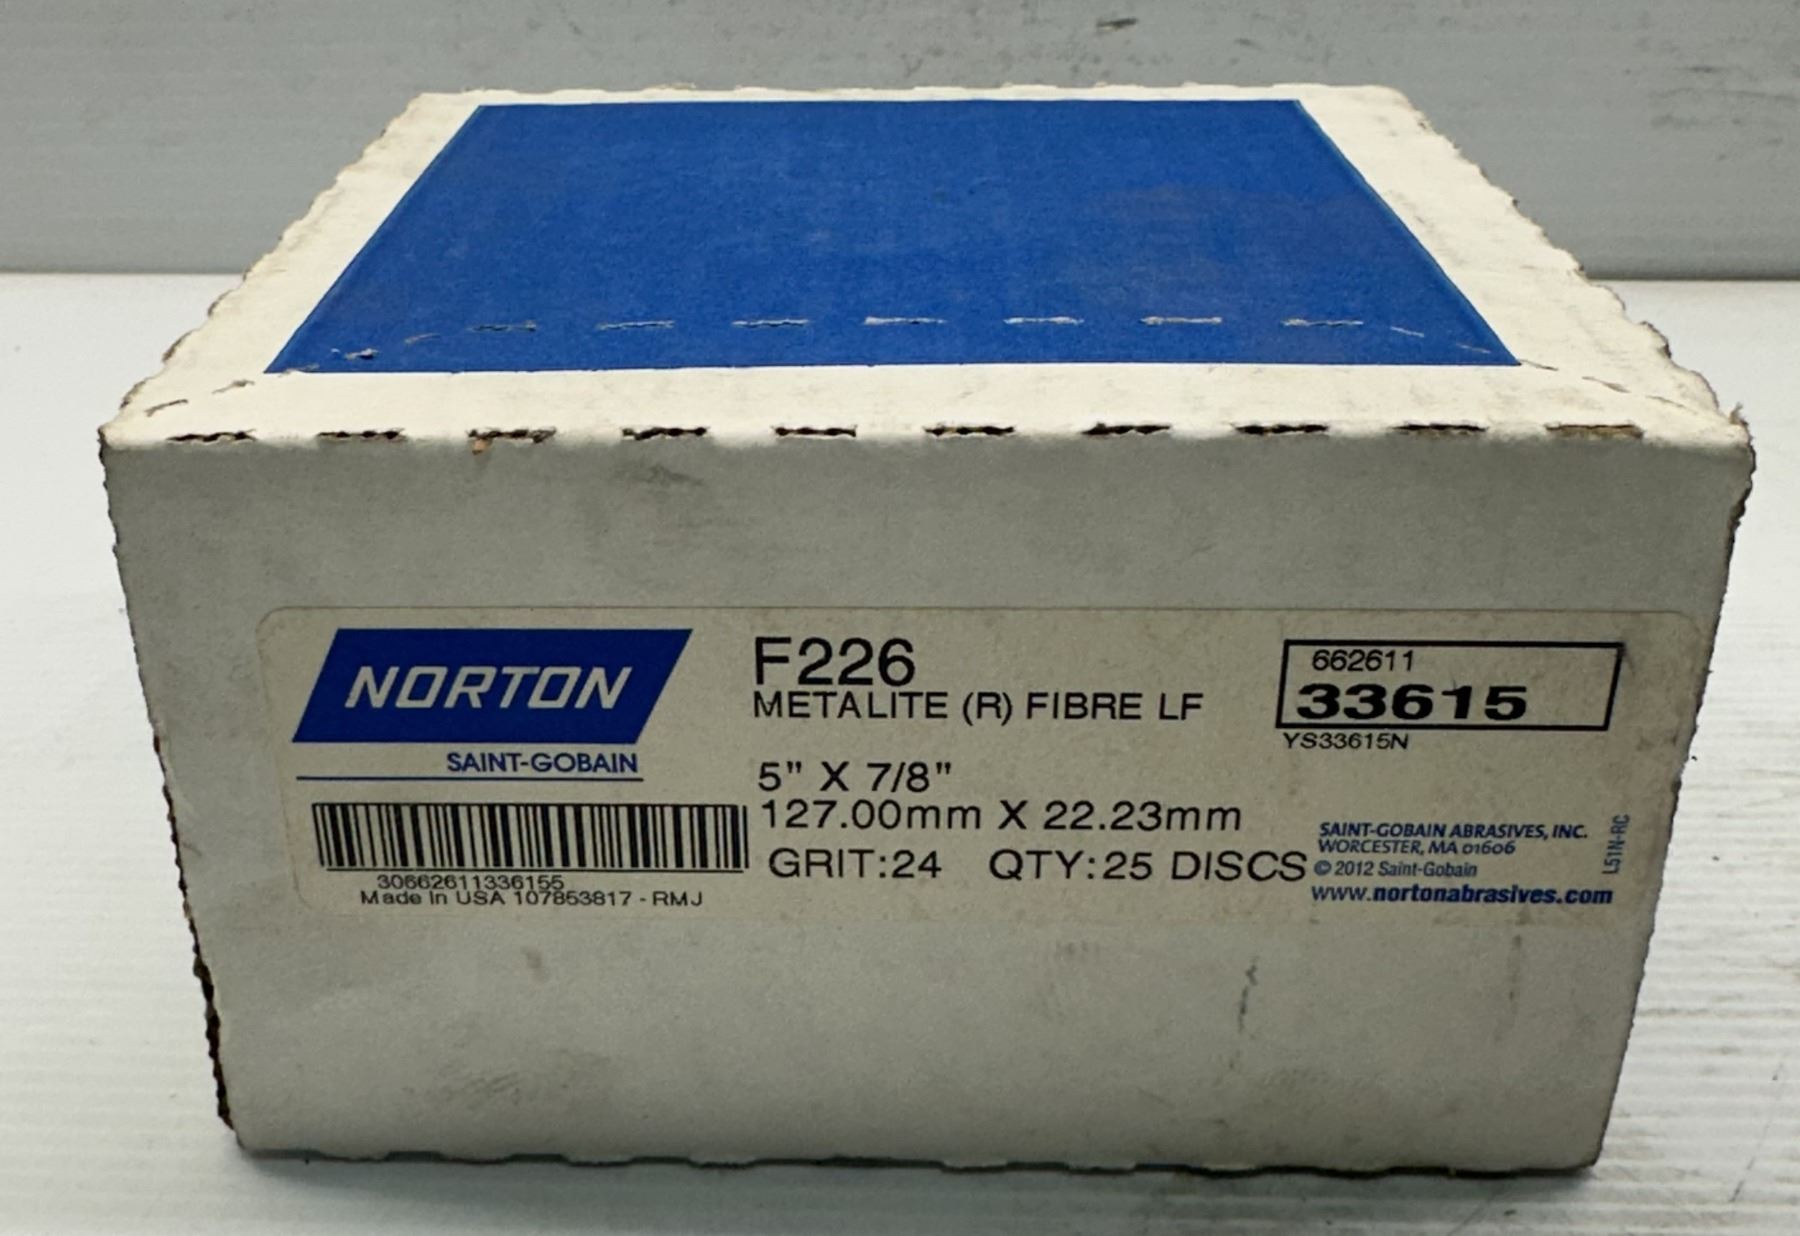 NORTON
SAINT-GOBAIN
30662611336155
Made in USA 107853817 - RMJ
F226
METALITE (R) FIBRE LF
5" X 7/8"
127.00mm X 22.23mm
GRIT:24 QTY:25 DISCS
662611
33615
YS33615N
SAINT-GOBAIN ABRASIVES, INC.
WORCESTER, MA 01606
© 2012 Saint-Gobain
www.nortonabrasives.com
L51N-RC